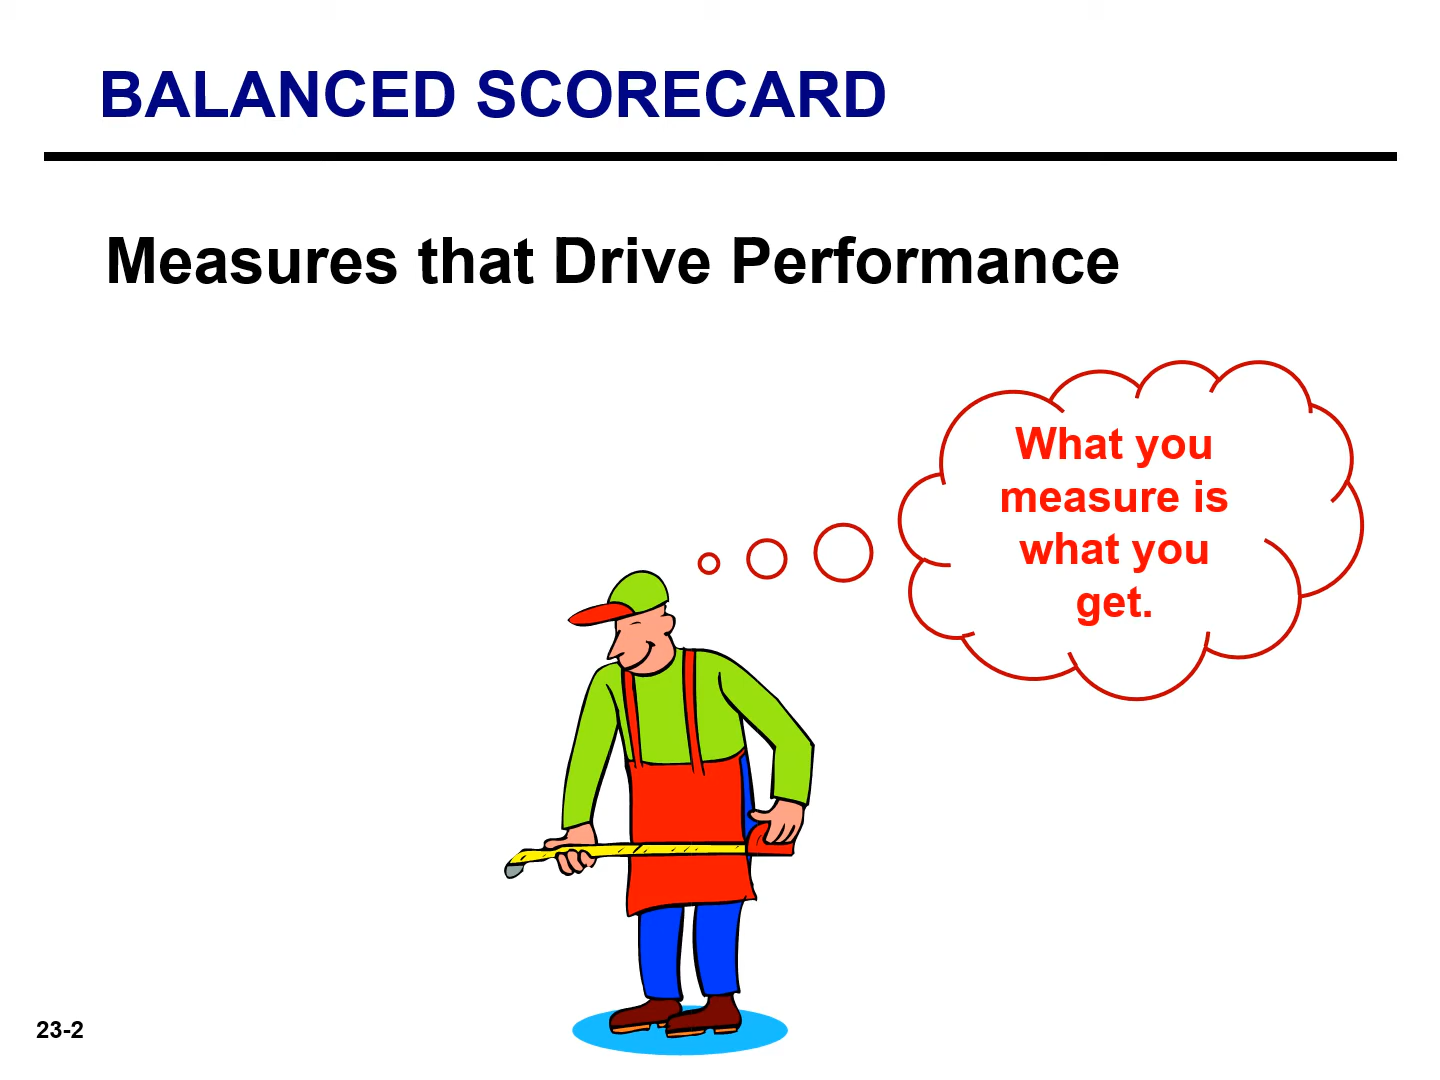 BALANCED SCORECARD
Measures that Drive Performance
What you
measure is
what you
get.
23-2